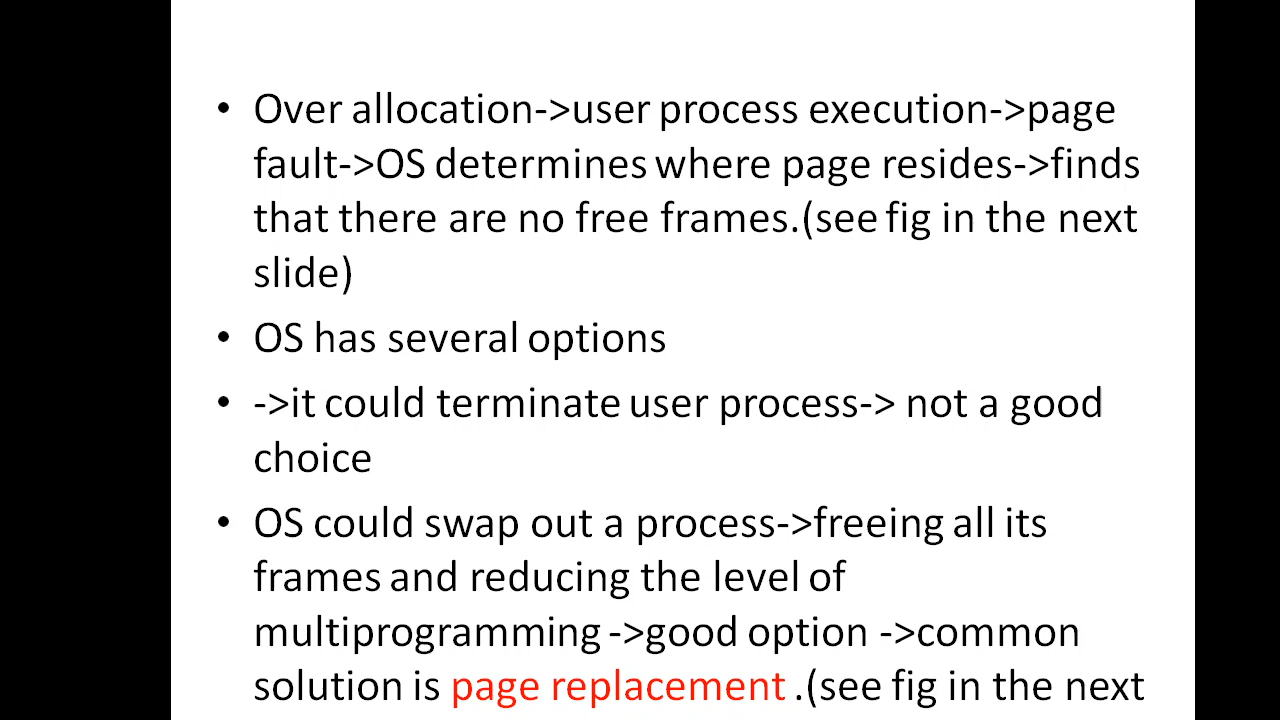 • Over allocation->user process execution->page
fault->OS determines where page resides->finds
that there are no free frames.(see fig in the next
slide)
• OS has several options
• ->it could terminate user process-> not a good
choice
• OS could swap out a process->freeing all its
frames and reducing the level of
multiprogramming ->good option ->common
solution is page replacement .(see fig in the next